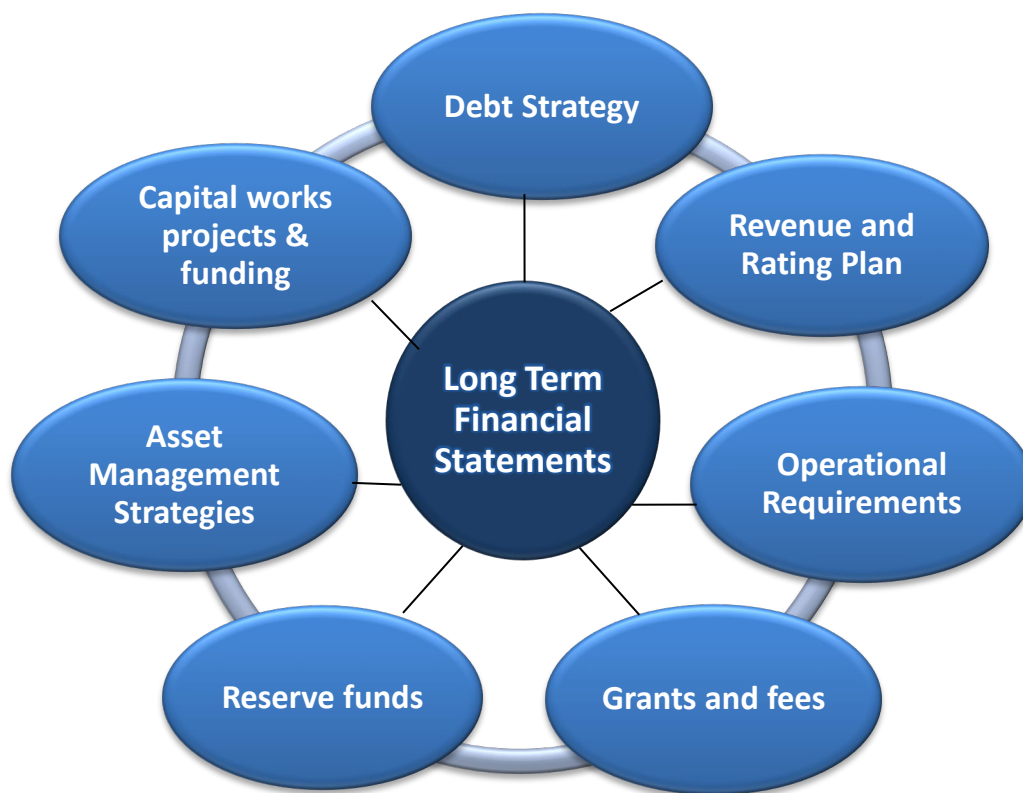 Debt Strategy
Revenue and
Rating Plan
Operational
Requirements
Grants and fees
Reserve funds
Asset
Management
Strategies
Capital works
projects &
funding
Long Term
Financial
Statements